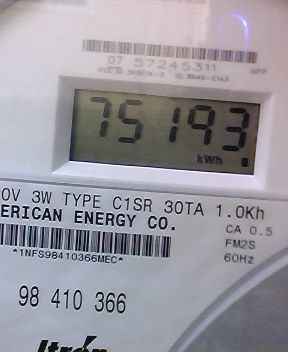 07 57245311
75193
kWh
0V 3W TYPE C1SR 30TA 1.0Kh
ERICAN ENERGY CO.
CA 0.5
FM2S
60Hz
*1NFS98410366MEC*
98 410 366
Itrón